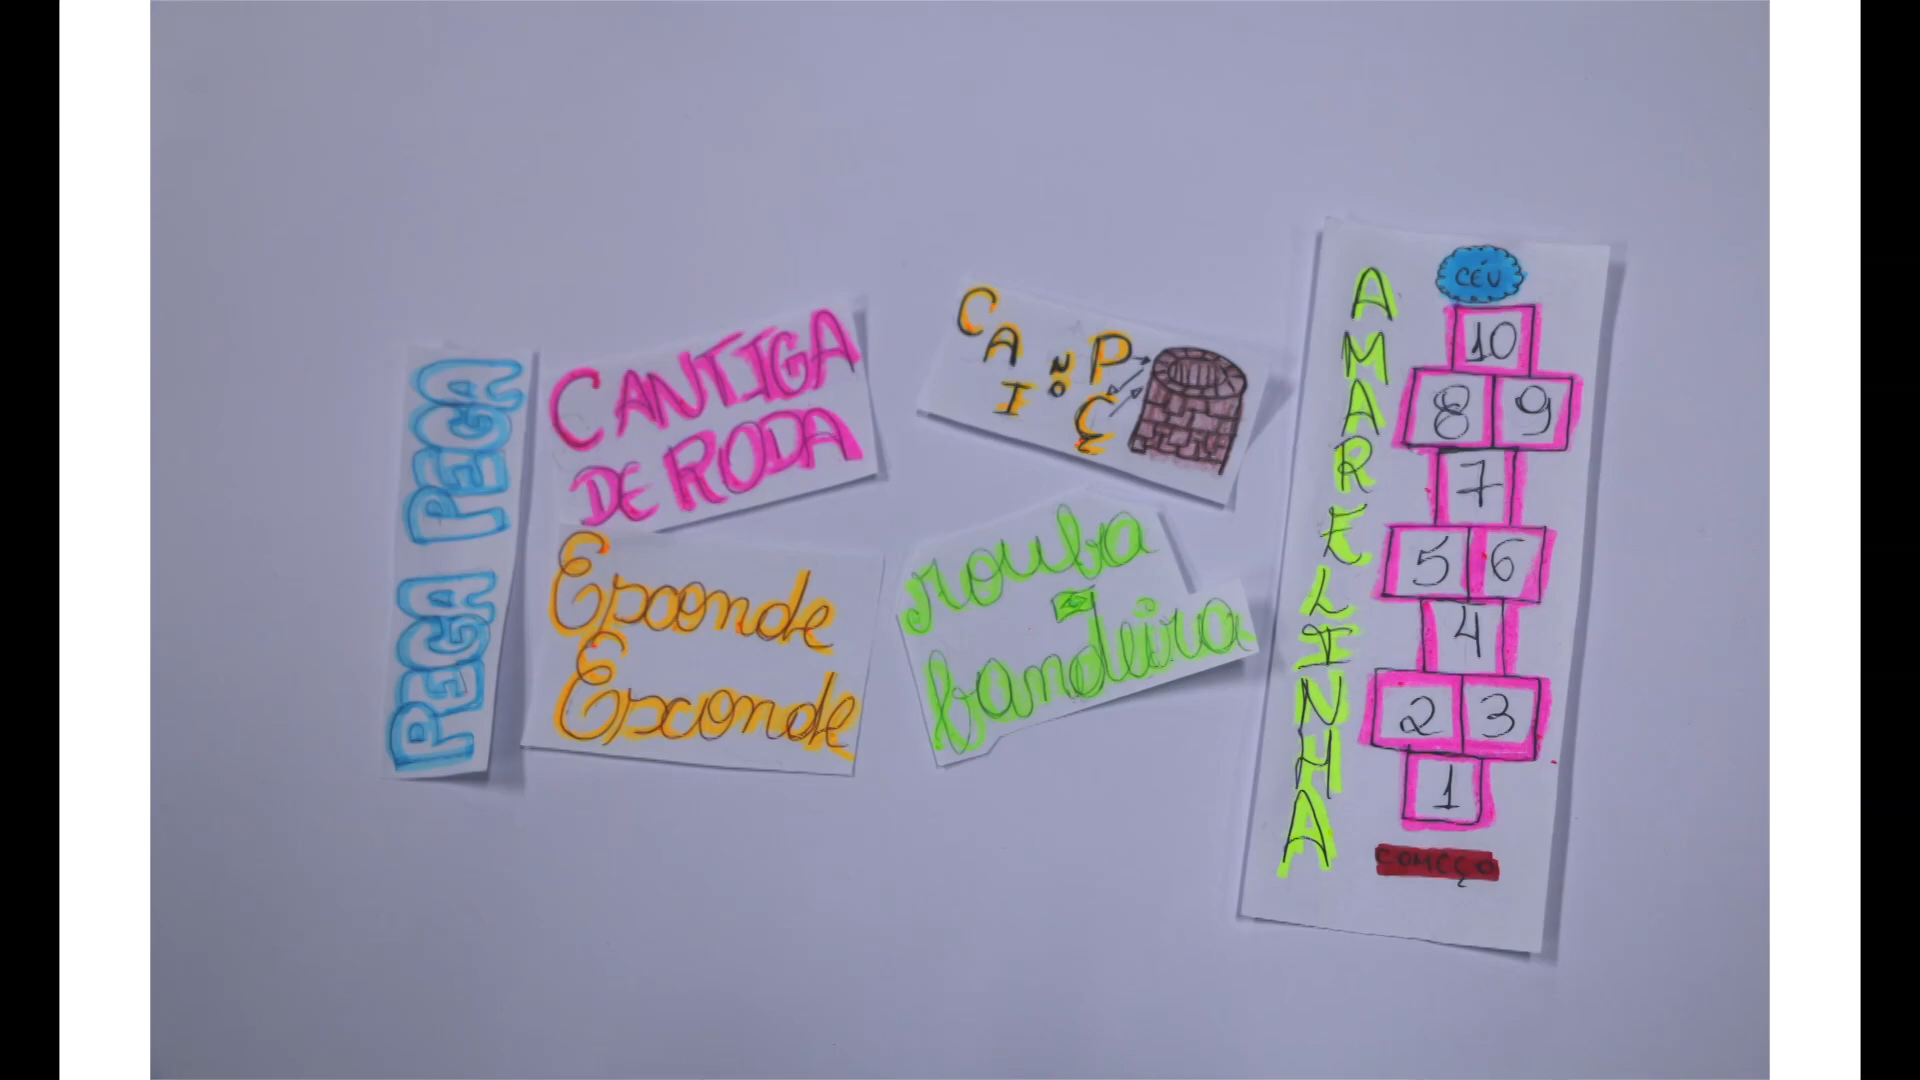 PEGA PEGA
CANTIGA
DE RODA
Esconde
Esconde
CAI NO POÇO
rouba
bandeira
AMARELINHA
CÉU
10
8 9
7
5 6
4
2 3
1
COMEÇO